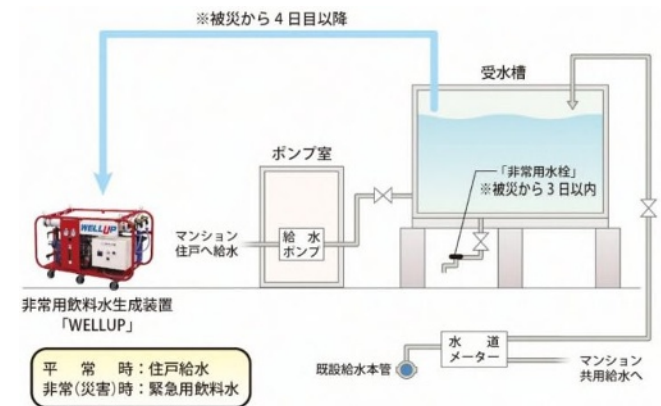 ※被災から4日目以降
受水槽
ポンプ室
「非常用水栓」
※被災から3日以内
WELLUP
マンション
住戸へ給水
給水
ポンプ
非常用飲料水生成装置
「WELLUP」
水道
メーター
平常時：住戸給水
非常(災害)時：緊急用飲料水
既設給水本管
マンション
共用給水へ